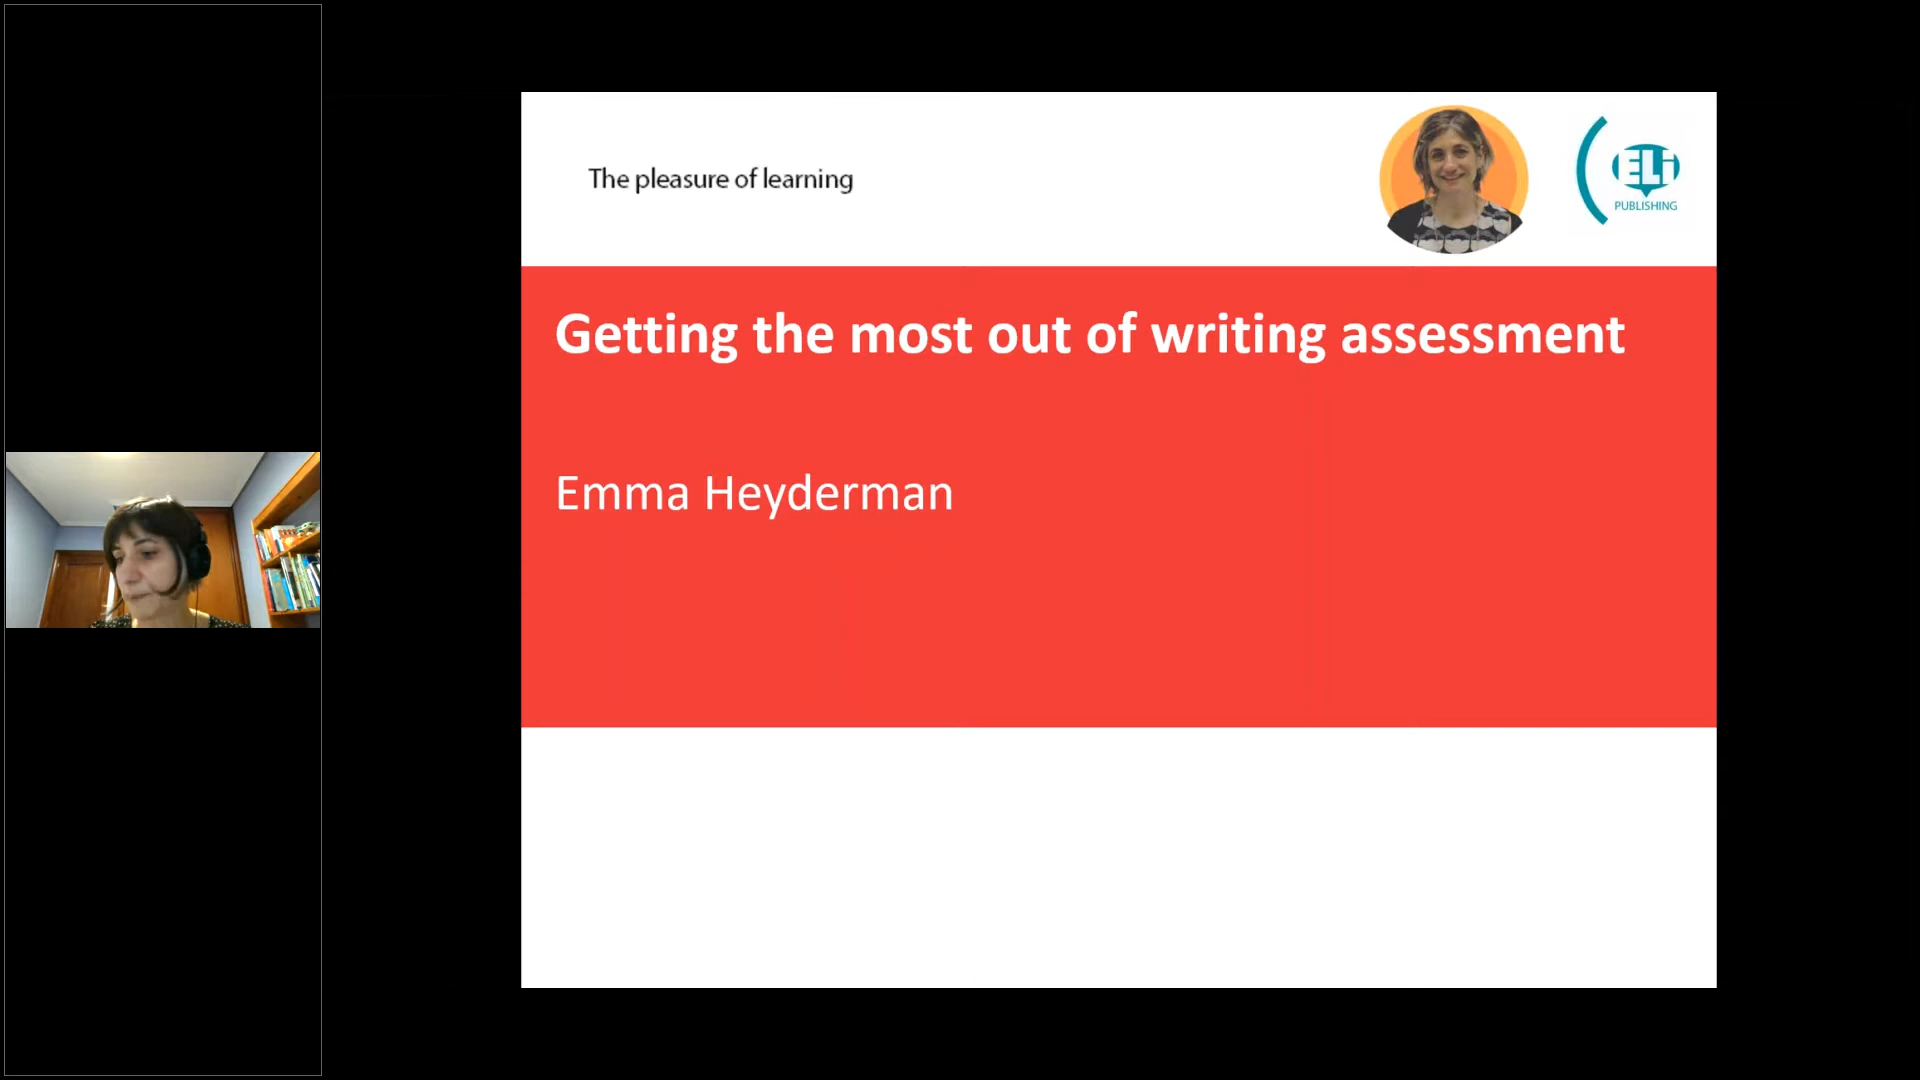 The pleasure of learning
ELi
PUBLISHING
Getting the most out of writing assessment
Emma Heyderman